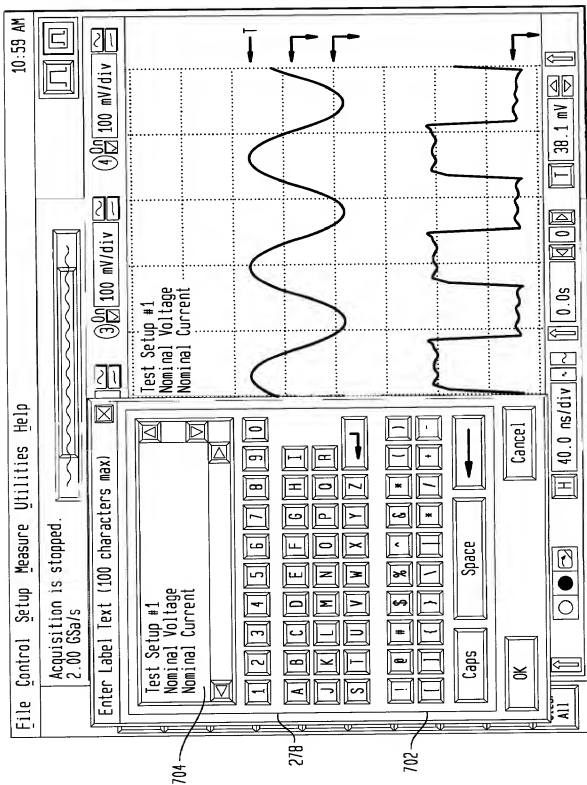 10:59 AM
File Control Setup Measure Utilities Help
Acquisition is stopped.
2.00 GSa/s
3 On 100 mV/div
4 On 100 mV/div
Enter Label Text (100 characters max)
Test Setup #1
Nominal Voltage
Nominal Current
1 2 3 4 5 6 7 8 9 0
A B C D E F G H I
J K L M N O P Q R
S T U V W X Y Z
! @ # $ % ^ & * ( )
[ ] { } \ | * / + -
Caps Space
OK Cancel
Test Setup #1
Nominal Voltage
Nominal Current
T
All
H 40.0 ns/div 0.0s 0 T 38.1 mV
704
278
702